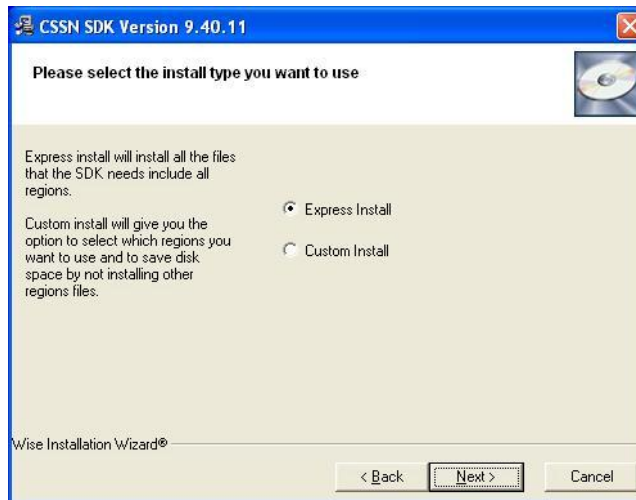 CSSN SDK Version 9.40.11
Please select the install type you want to use
Express install will install all the files
that the SDK needs include all
regions.
Custom install will give you the
option to select which regions you
want to use and to save disk
space by not installing other
regions files.
Express Install
Custom Install
Wise Installation Wizard®
< Back
Next >
Cancel